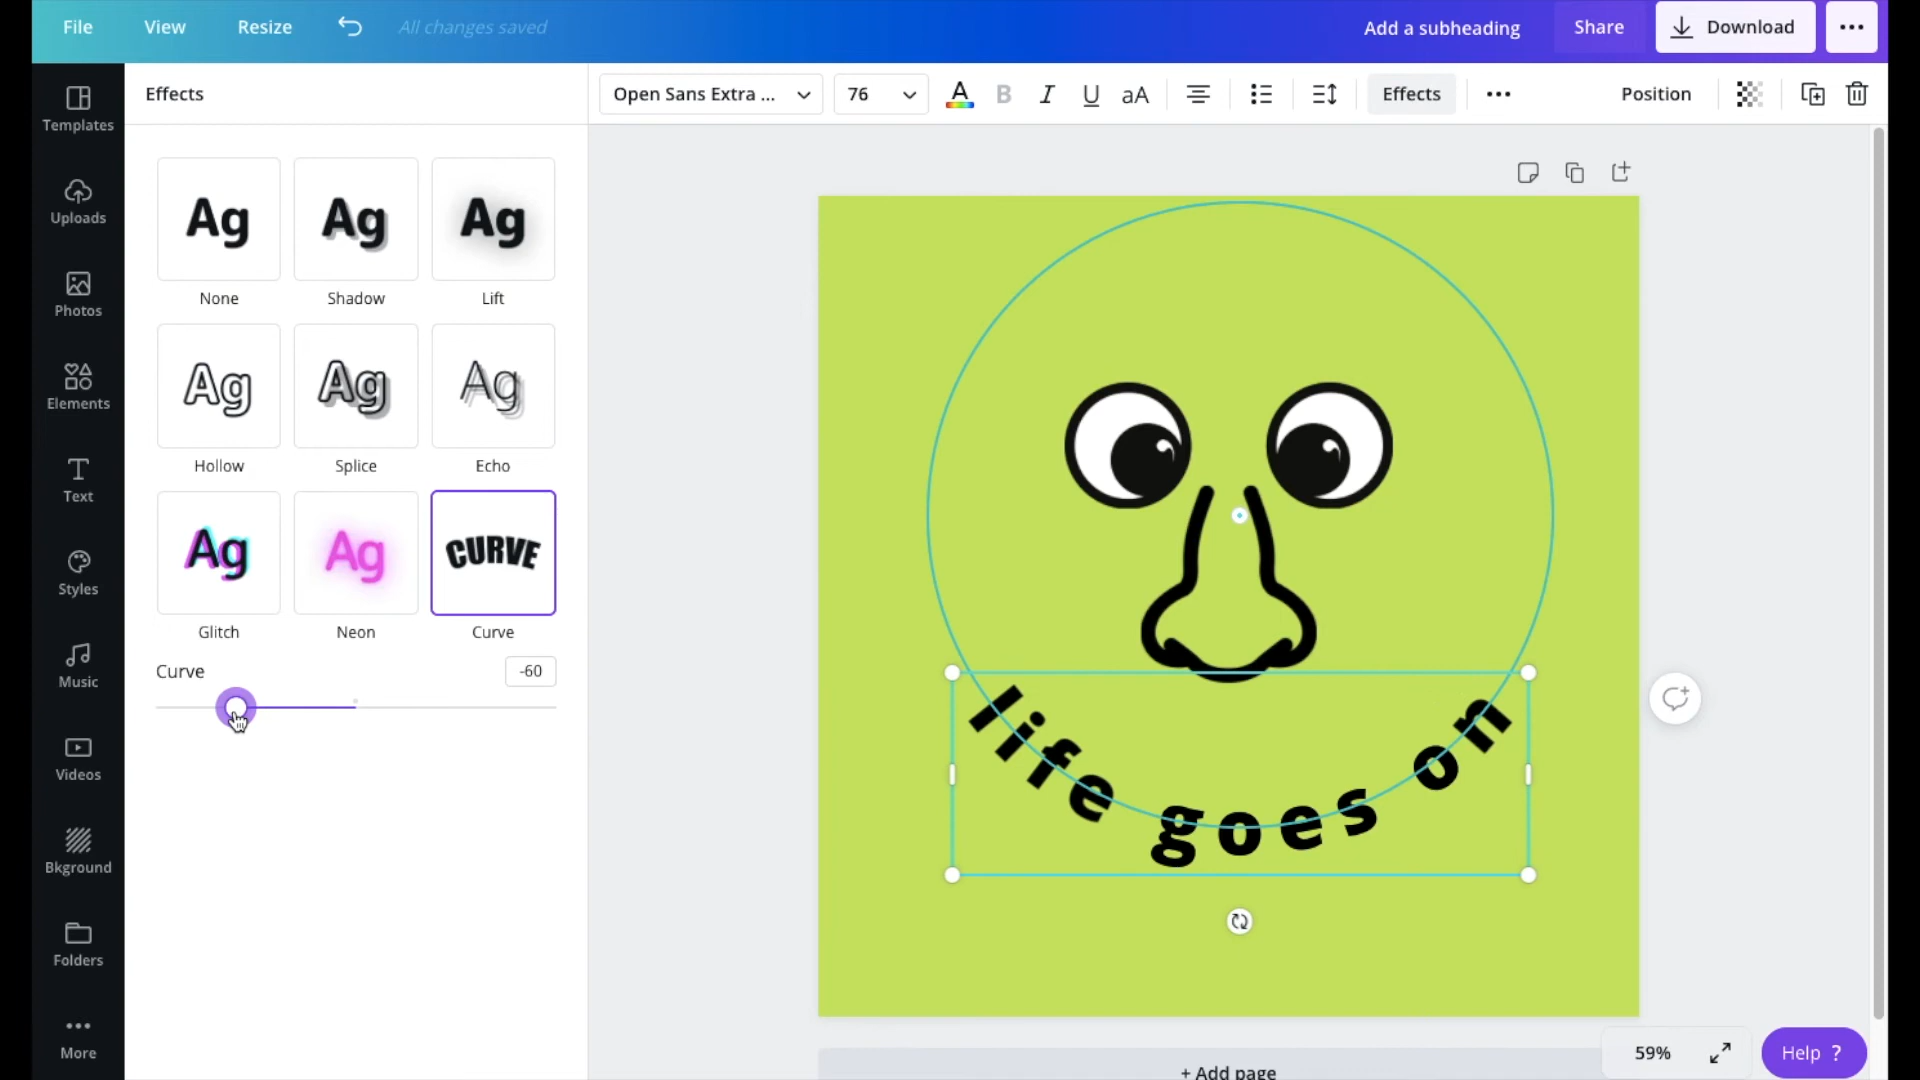 File View Resize All changes saved Add a subheading Share Download
Effects Open Sans Extra ... 76 A B I U aA Effects Position
Templates
Uploads
Photos
Elements
Text
Styles
Music
Videos
Bkground
Folders
More
Ag Ag Ag
None Shadow Lift
Ag Ag Ag
Hollow Splice Echo
Ag Ag CURVE
Glitch Neon Curve
Curve -60
life goes on
59% Help ?
+ Add page